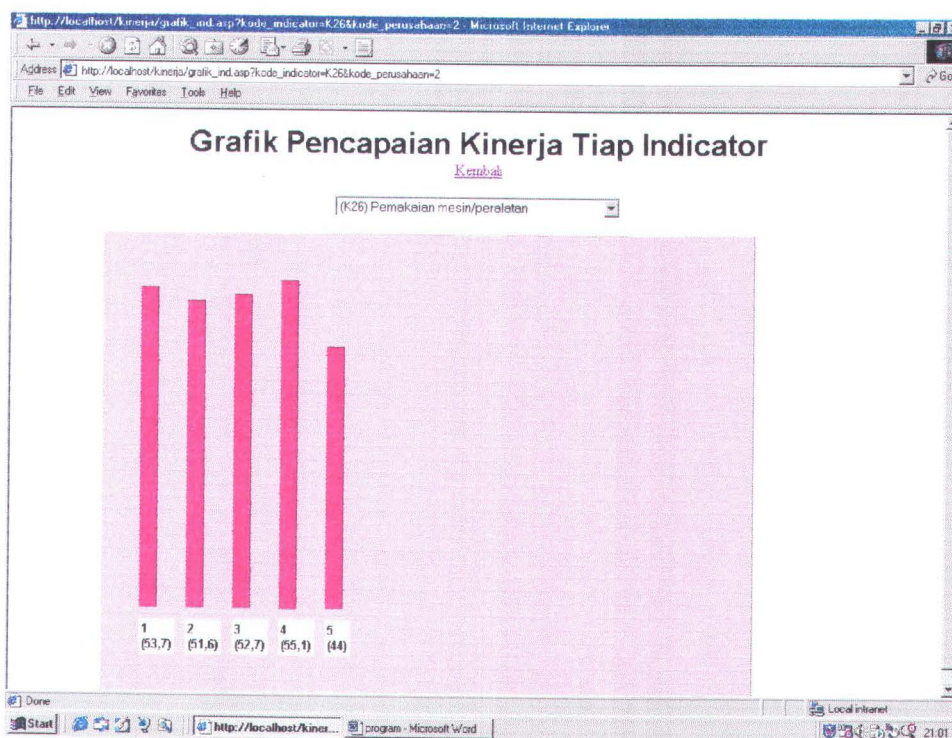 http://localhost/kinerja/grafik_ind.asp?kode_indicator=K26&kode_perusahaan=2 - Microsoft Internet Explorer
Address http://localhost/kinerja/grafik_ind.asp?kode_indicator=K26&kode_perusahaan=2
Go
File Edit View Favorites Tools Help
Grafik Pencapaian Kinerja Tiap Indicator
Kembali
(K26) Pemakaian mesin/peralatan
1 2 3 4 5
(53,7) (51,6) (52,7) (55,1) (44)
Done
Local intranet
Start http://localhost/kiner... program - Microsoft Word 21:01